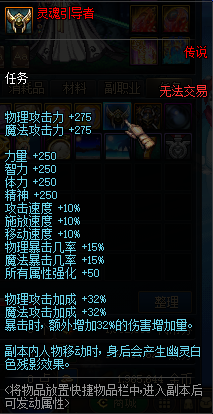 灵魂引导者
传说
任务
无法交易
物理攻击力 +275
魔法攻击力 +275
力量 +250
智力 +250
体力 +250
精神 +250
攻击速度 +10%
施放速度 +10%
移动速度 +10%
物理暴击几率 +15%
魔法暴击几率 +15%
所有属性强化 +50
物理攻击加成 +32%
魔法攻击加成 +32%
暴击时，额外增加32%的伤害增加量。
副本内人物移动时，身后会产生幽灵白
色残影效果。
<将物品放置快捷物品栏中，进入副本后
可发动属性>
消耗品
材料
副职业
整理